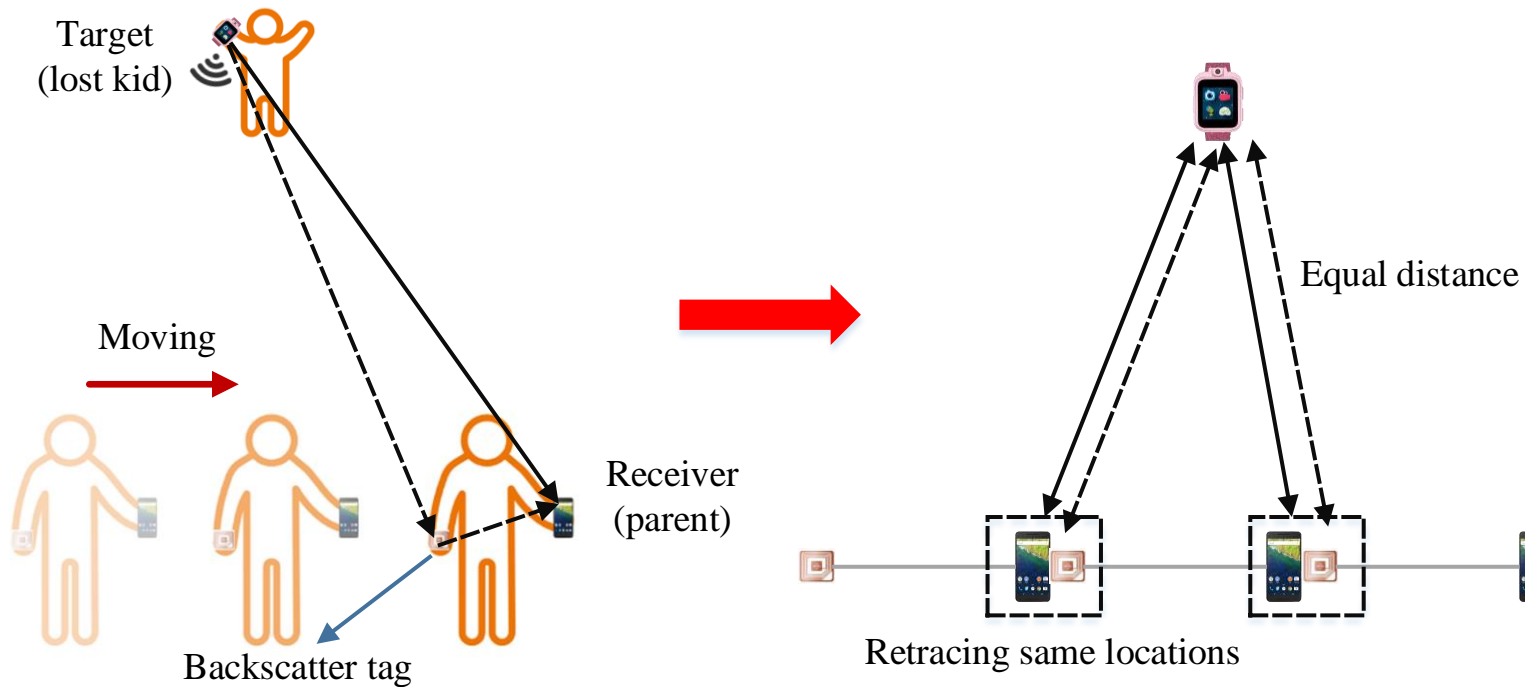 Target
(lost kid)
Moving
Receiver
(parent)
Backscatter tag
Equal distance
Retracing same locations